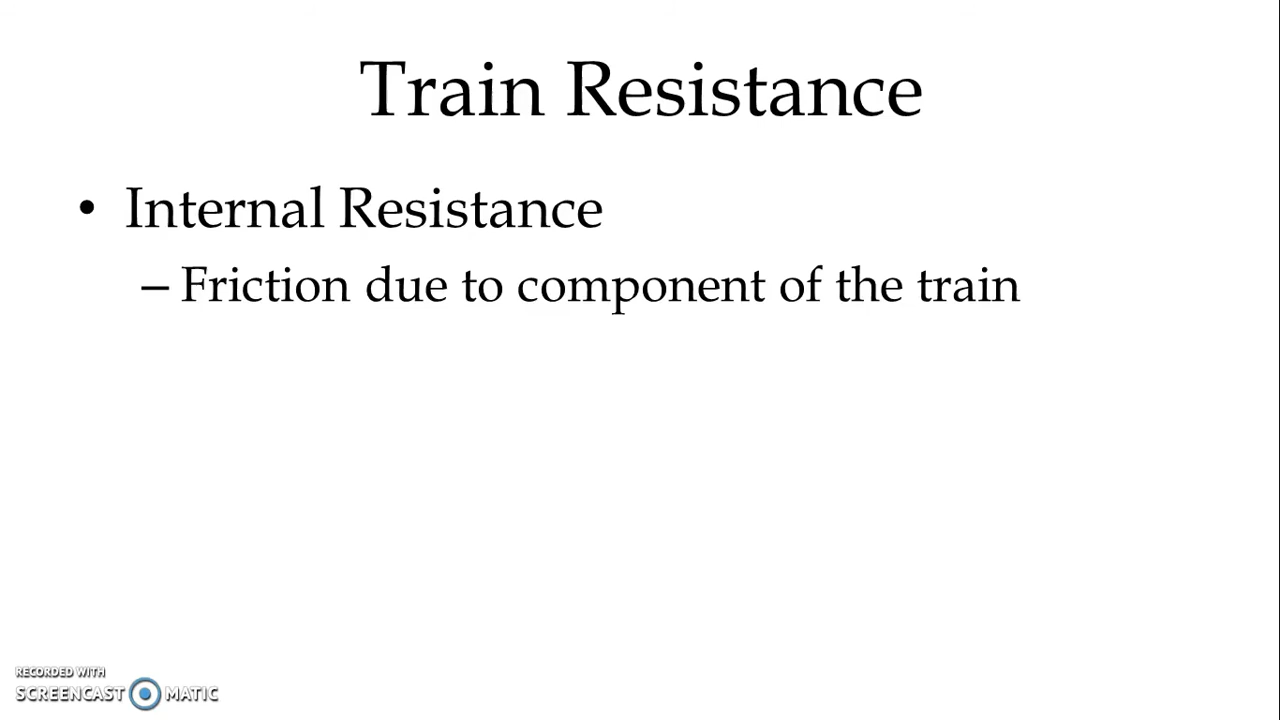 Train Resistance
• Internal Resistance
– Friction due to component of the train
RECORDED WITH
SCREENCAST MATIC